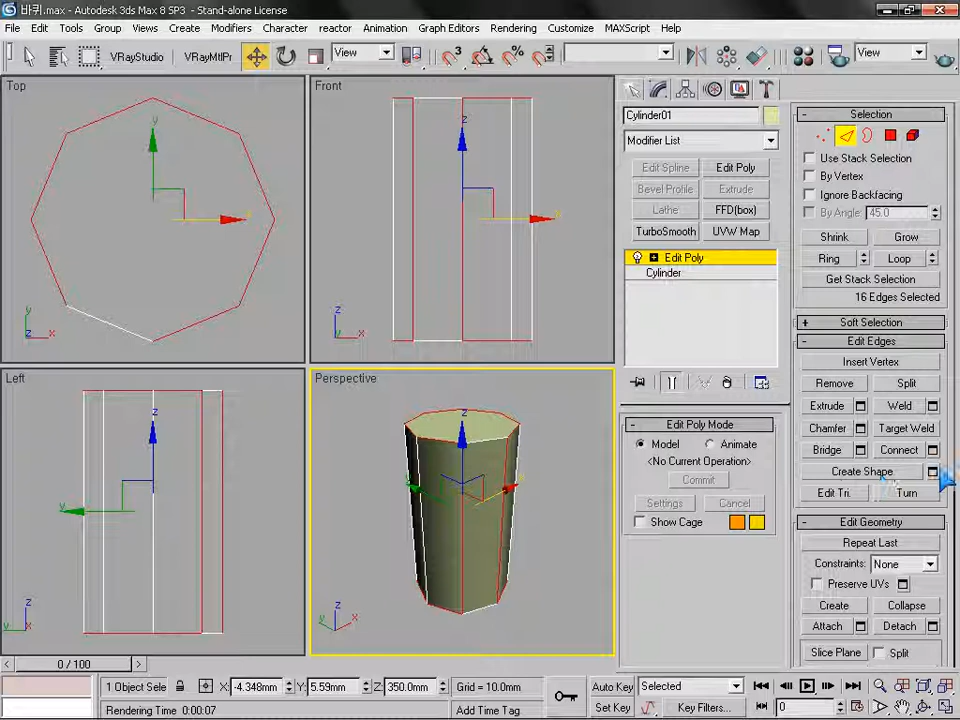 바퀴.max - Autodesk 3ds Max 8 SP3 - Stand-alone License
File Edit Tools Group Views Create Modifiers Character reactor Animation Graph Editors Rendering Customize MAXScript Help
VRayStudio VRayMtlPr View 3 % View
Top
y
x
y
z x
Front
z
x
z
y x
Left
z
y
z
y x
Perspective
z
y x
z
y x
Cylinder01
Modifier List
Edit Spline Edit Poly
Bevel Profile Extrude
Lathe FFD(box)
TurboSmooth UVW Map
Edit Poly
Cylinder
- Edit Poly Mode
Model Animate
<No Current Operation>
Commit
Settings Cancel
Show Cage
- Selection
Use Stack Selection
By Vertex
Ignore Backfacing
By Angle: 45.0
Shrink Grow
Ring Loop
Get Stack Selection
16 Edges Selected
+ Soft Selection
- Edit Edges
Insert Vertex
Remove Split
Extrude Weld
Chamfer Target Weld
Bridge Connect
Create Shape
Edit Tri. Turn
- Edit Geometry
Repeat Last
Constraints: None
Preserve UVs
Create Collapse
Attach Detach
Slice Plane Split
< 0 / 100 >
1 Object Sele X: -4.348mm Y: 5.59mm Z: 350.0mm Grid = 10.0mm Auto Key Selected
Rendering Time 0:00:07 Add Time Tag Set Key Key Filters... 0